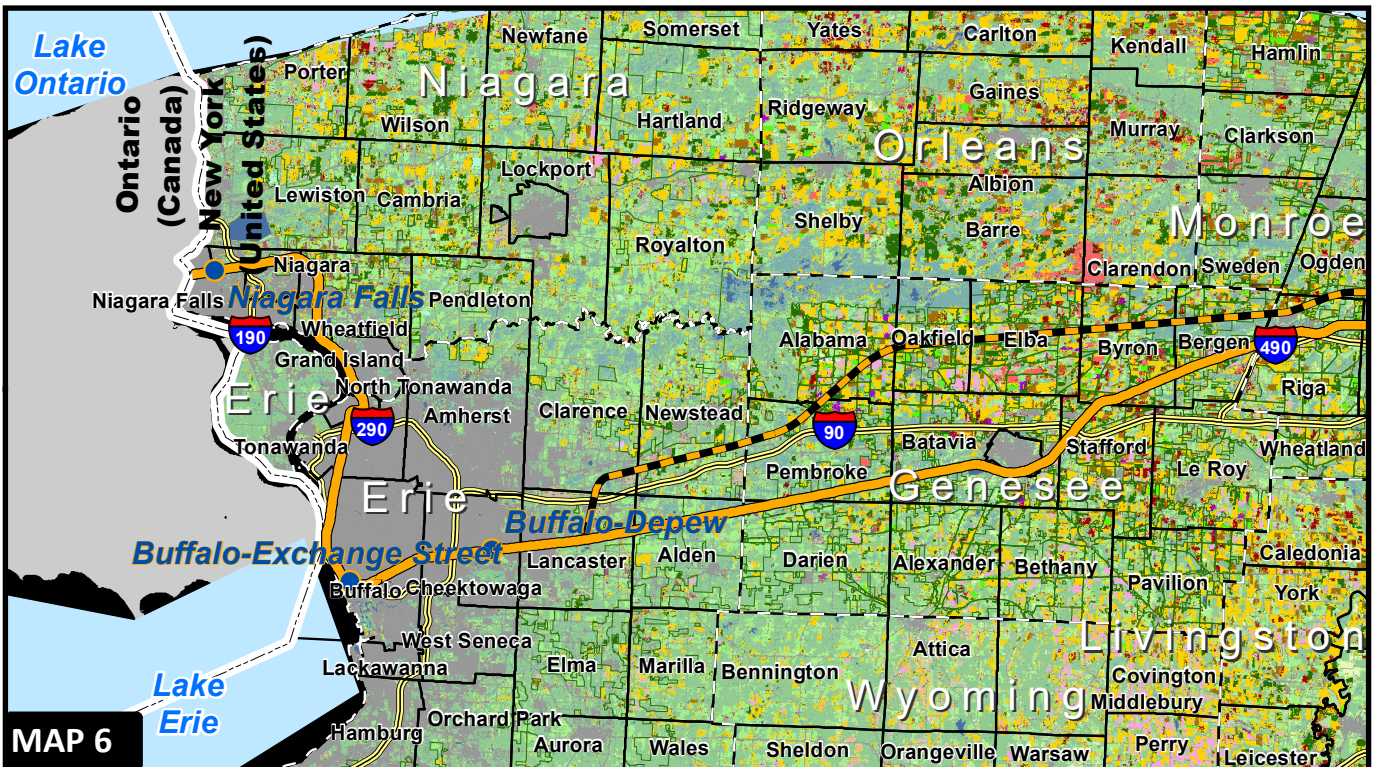 Lake
Ontario
Ontario
(Canada)
New York
(United States)
Newfane
Somerset
Yates
Carlton
Kendall
Hamlin
Porter
Niagara
Wilson
Hartland
Ridgeway
Gaines
Murray
Clarkson
Orleans
Lockport
Lewiston
Cambria
Albion
Shelby
Barre
Monroe
Royalton
Niagara
Clarendon
Sweden
Ogden
Niagara Falls
Niagara Falls
Pendleton
190
Wheatfield
Grand Island
Alabama
Oakfield
Elba
Byron
Bergen
490
North Tonawanda
Erie
Amherst
Clarence
Newstead
Riga
290
90
Tonawanda
Batavia
Stafford
Wheatland
Pembroke
Le Roy
Erie
Genesee
Buffalo-Depew
Buffalo-Exchange Street
Lancaster
Alden
Darien
Alexander
Bethany
Caledonia
Buffalo
Cheektowaga
Pavilion
York
West Seneca
Livingston
Lackawanna
Elma
Marilla
Bennington
Attica
Covington
Lake
Erie
Wyoming
Middlebury
Orchard Park
Hamburg
Aurora
Wales
Sheldon
Orangeville
Warsaw
Perry
Leicester
MAP 6